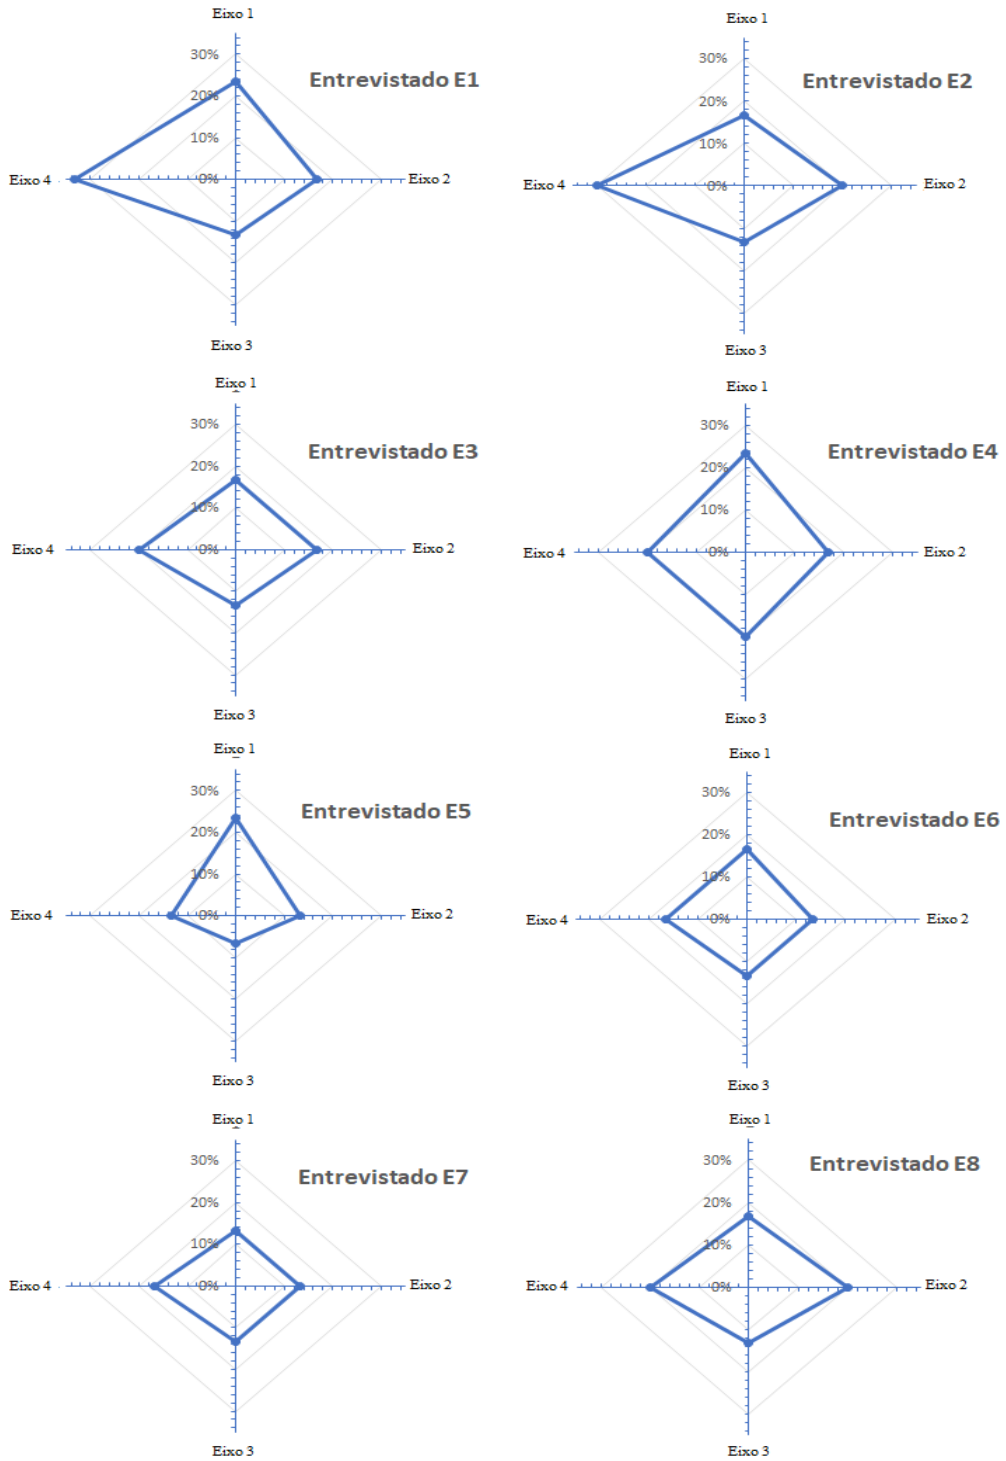 Eixo 1
30%
Entrevistado E1
20%
10%
Eixo 4
0%
Eixo 2
Eixo 3
Eixo 1
30%
Entrevistado E2
20%
10%
Eixo 4
0%
Eixo 2
Eixo 3
Eixo 1
30%
Entrevistado E3
20%
10%
Eixo 4
0%
Eixo 2
Eixo 3
Eixo 1
30%
Entrevistado E4
20%
10%
Eixo 4
0%
Eixo 2
Eixo 3
Eixo 1
30%
Entrevistado E5
20%
10%
Eixo 4
0%
Eixo 2
Eixo 3
Eixo 1
30%
Entrevistado E6
20%
10%
Eixo 4
0%
Eixo 2
Eixo 3
Eixo 1
30%
Entrevistado E7
20%
10%
Eixo 4
0%
Eixo 2
Eixo 3
Eixo 1
30%
Entrevistado E8
20%
10%
Eixo 4
0%
Eixo 2
Eixo 3